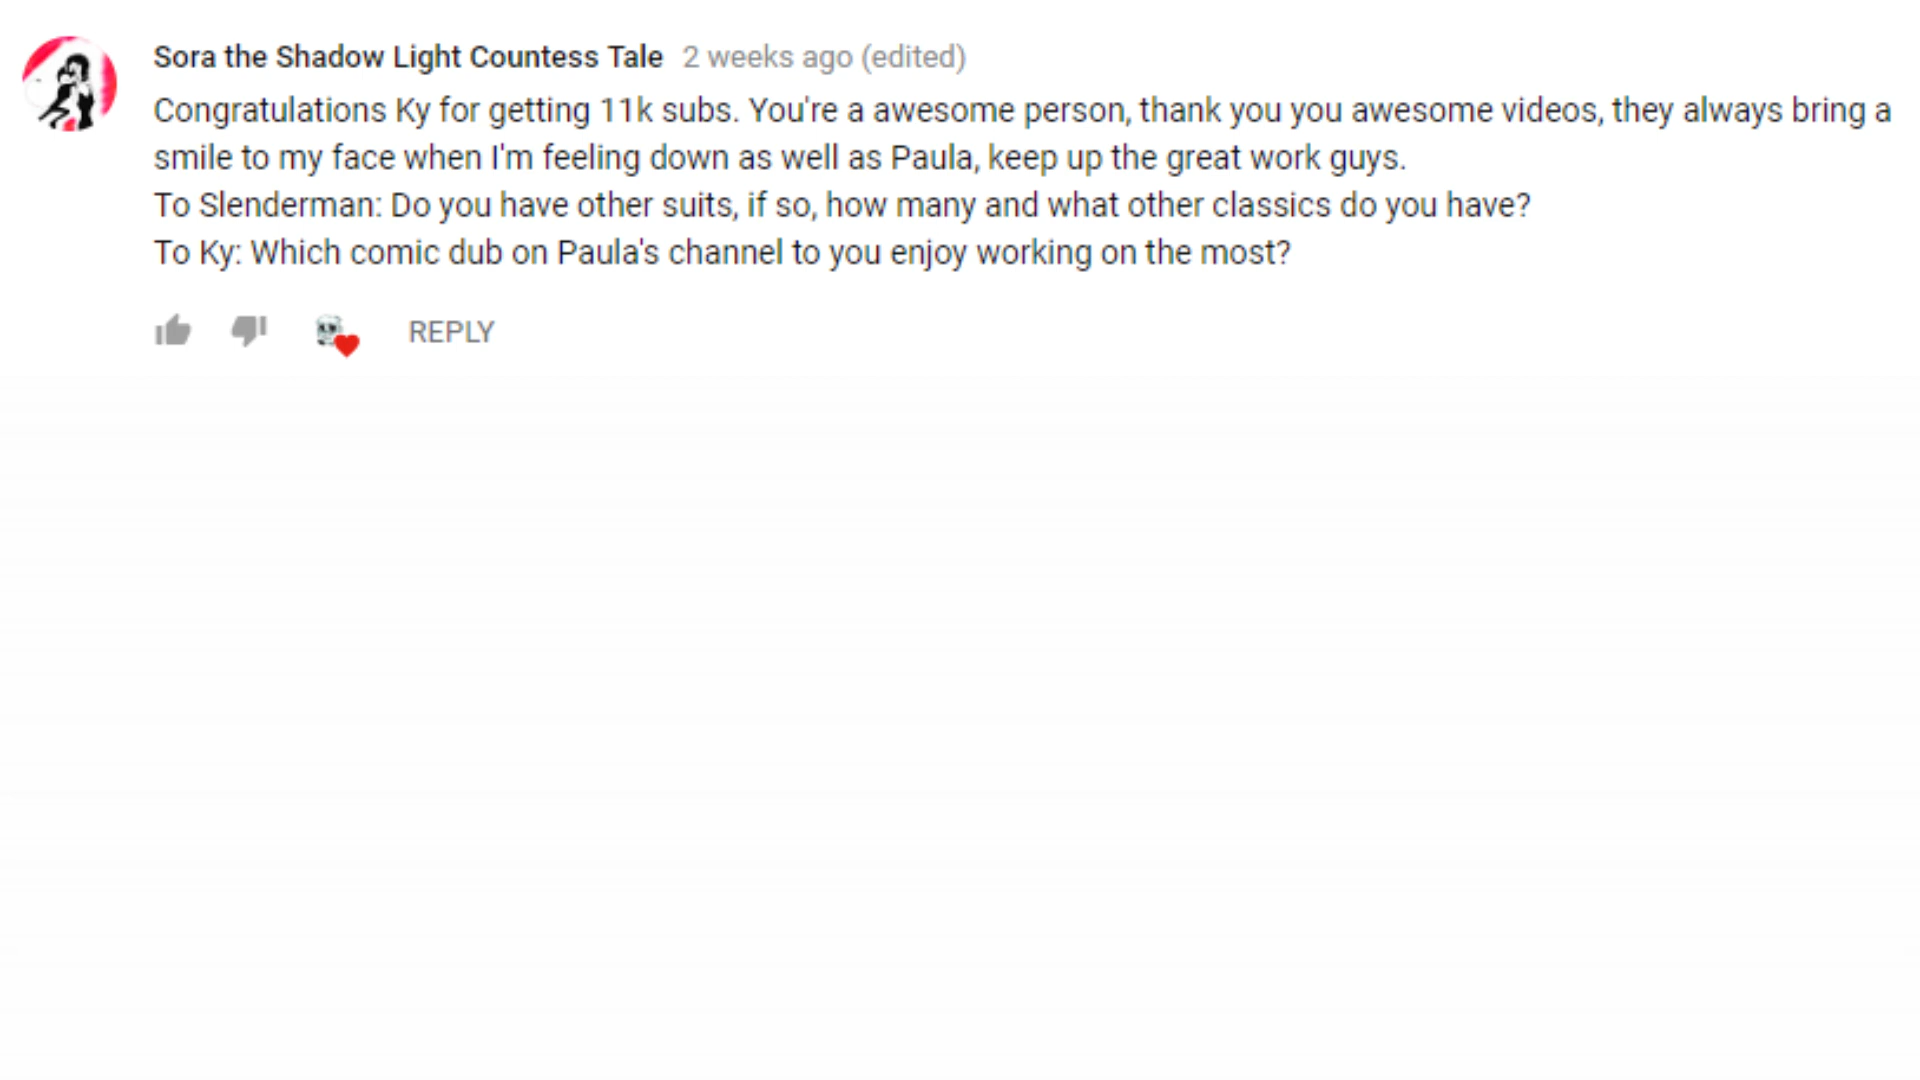 Sora the Shadow Light Countess Tale 2 weeks ago (edited)
Congratulations Ky for getting 11k subs. You're a awesome person, thank you you awesome videos, they always bring a
smile to my face when I'm feeling down as well as Paula, keep up the great work guys.
To Slenderman: Do you have other suits, if so, how many and what other classics do you have?
To Ky: Which comic dub on Paula's channel to you enjoy working on the most?
REPLY